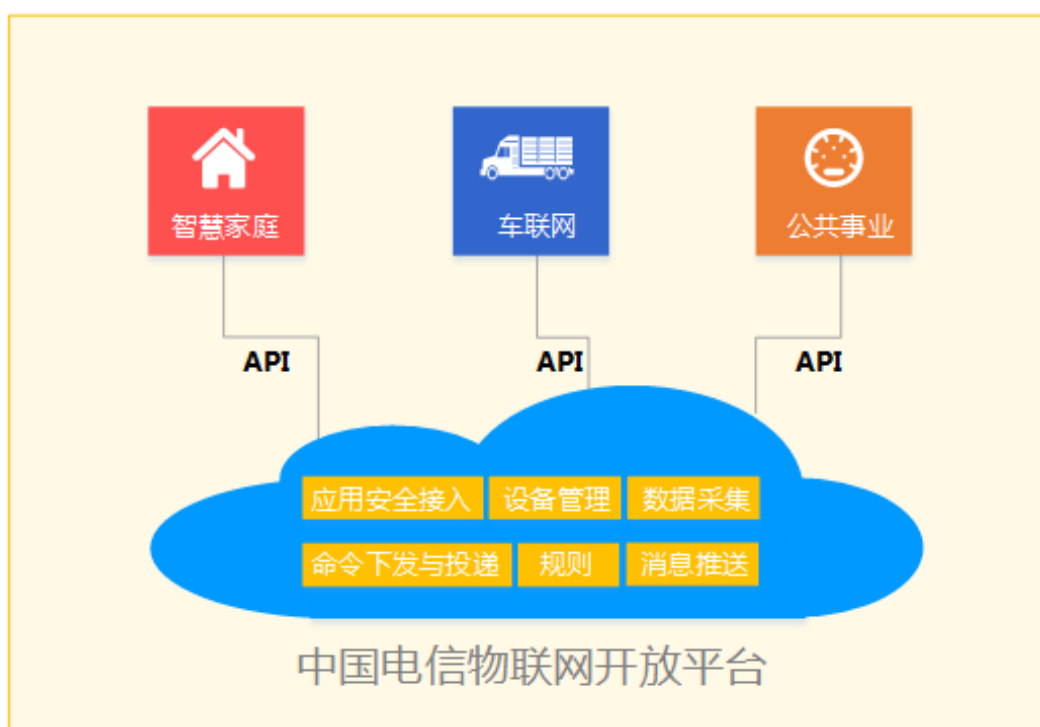 智慧家庭
车联网
公共事业
API
API
API
应用安全接入
设备管理
数据采集
命令下发与投递
规则
消息推送
中国电信物联网开放平台